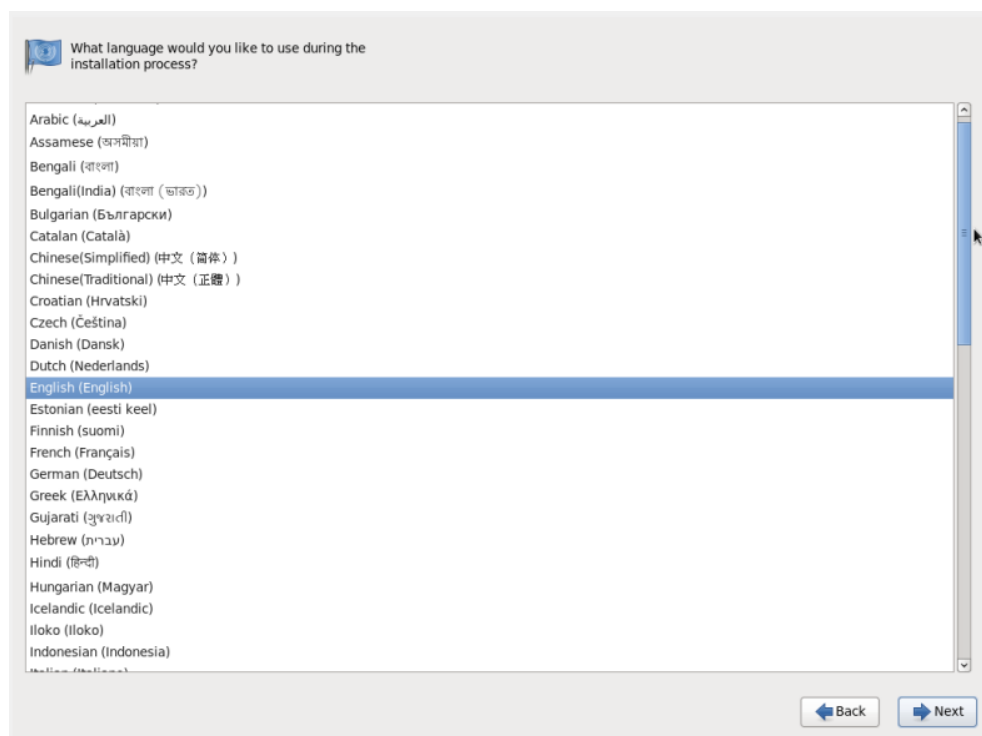 What language would you like to use during the
installation process?
Arabic (العربية)
Assamese (অসমীয়া)
Bengali (বাংলা)
Bengali(India) (বাংলা (ভারত))
Bulgarian (Български)
Catalan (Català)
Chinese(Simplified) (中文（简体）)
Chinese(Traditional) (中文（正體）)
Croatian (Hrvatski)
Czech (Čeština)
Danish (Dansk)
Dutch (Nederlands)
English (English)
Estonian (eesti keel)
Finnish (suomi)
French (Français)
German (Deutsch)
Greek (Ελληνικά)
Gujarati (ગુજરાતી)
Hebrew (עברית)
Hindi (हिन्दी)
Hungarian (Magyar)
Icelandic (Icelandic)
Iloko (Iloko)
Indonesian (Indonesia)
Back
Next